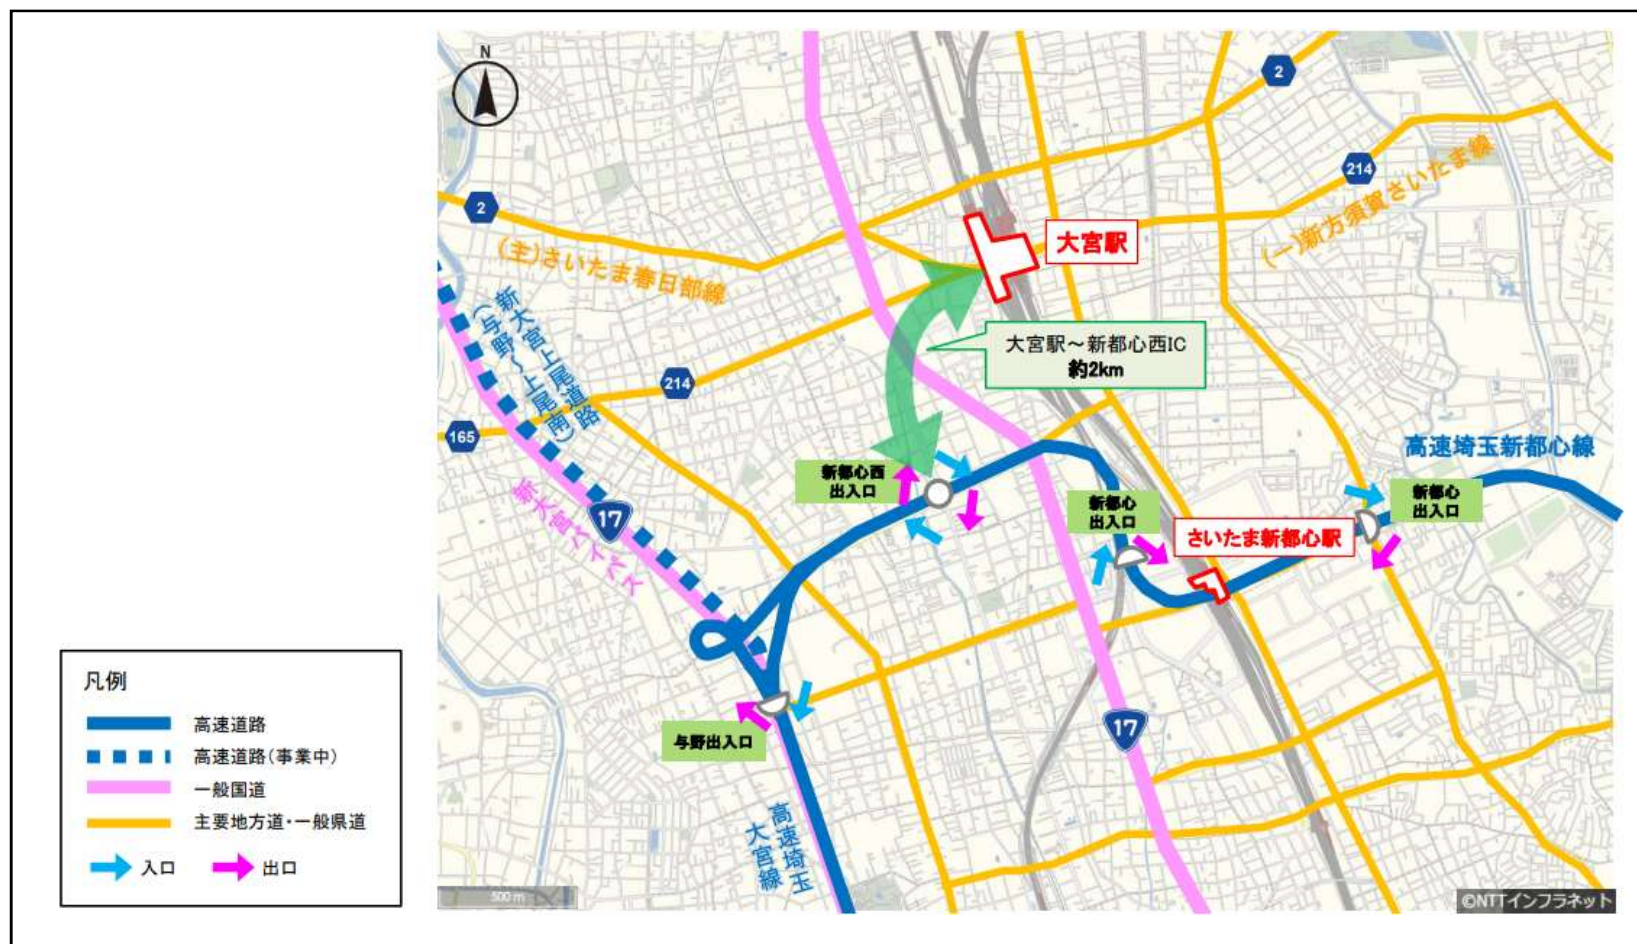 N
2
2
214
(主)さいたま春日部線
(一)新方須賀さいたま線
大宮駅
新大宮上尾道路
(与野～上尾南)
大宮駅～新都心西IC
約2km
214
165
高速埼玉新都心線
新都心西
出入口
新都心
出入口
新都心
出入口
17
新大宮バイパス
さいたま新都心駅
与野出入口
17
高速埼玉
大宮線
凡例
高速道路
高速道路(事業中)
一般国道
主要地方道・一般県道
入口
出口
500 m
©NTTインフラネット